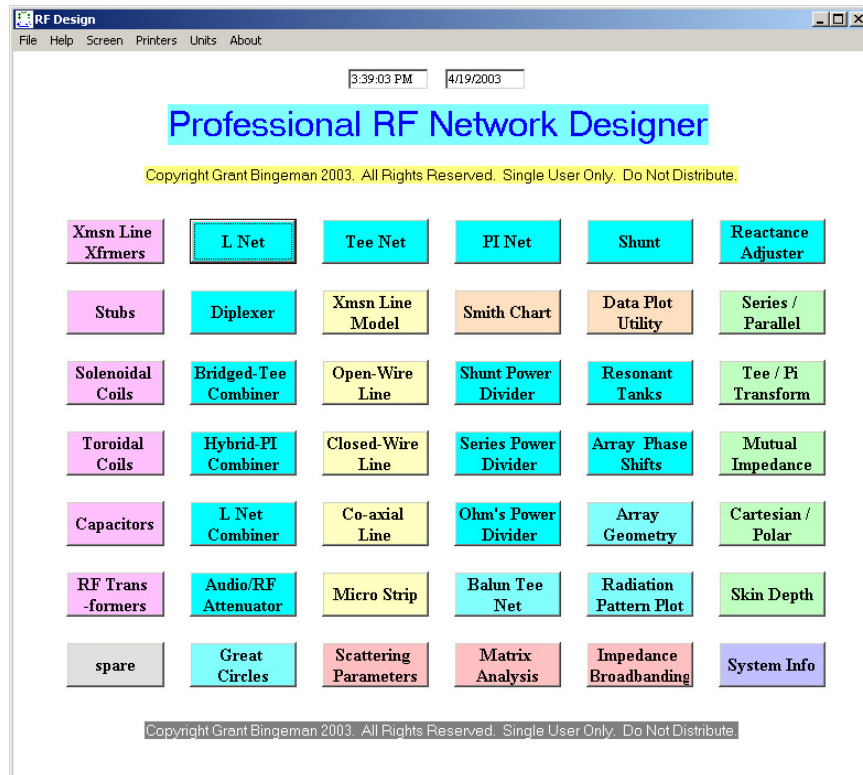 RF Design
File Help Screen Printers Units About
3:39:03 PM 4/19/2003
Professional RF Network Designer
Copyright Grant Bingeman 2003. All Rights Reserved. Single User Only. Do Not Distribute.
Xmsn Line
Xfrmers
L Net
Tee Net
PI Net
Shunt
Reactance
Adjuster
Stubs
Diplexer
Xmsn Line
Model
Smith Chart
Data Plot
Utility
Series /
Parallel
Solenoidal
Coils
Bridged-Tee
Combiner
Open-Wire
Line
Shunt Power
Divider
Resonant
Tanks
Tee / Pi
Transform
Toroidal
Coils
Hybrid-PI
Combiner
Closed-Wire
Line
Series Power
Divider
Array Phase
Shifts
Mutual
Impedance
Capacitors
L Net
Combiner
Co-axial
Line
Ohm's Power
Divider
Array
Geometry
Cartesian /
Polar
RF Trans
-formers
Audio/RF
Attenuator
Micro Strip
Balun Tee
Net
Radiation
Pattern Plot
Skin Depth
spare
Great
Circles
Scattering
Parameters
Matrix
Analysis
Impedance
Broadbanding
System Info
Copyright Grant Bingeman 2003. All Rights Reserved. Single User Only. Do Not Distribute.